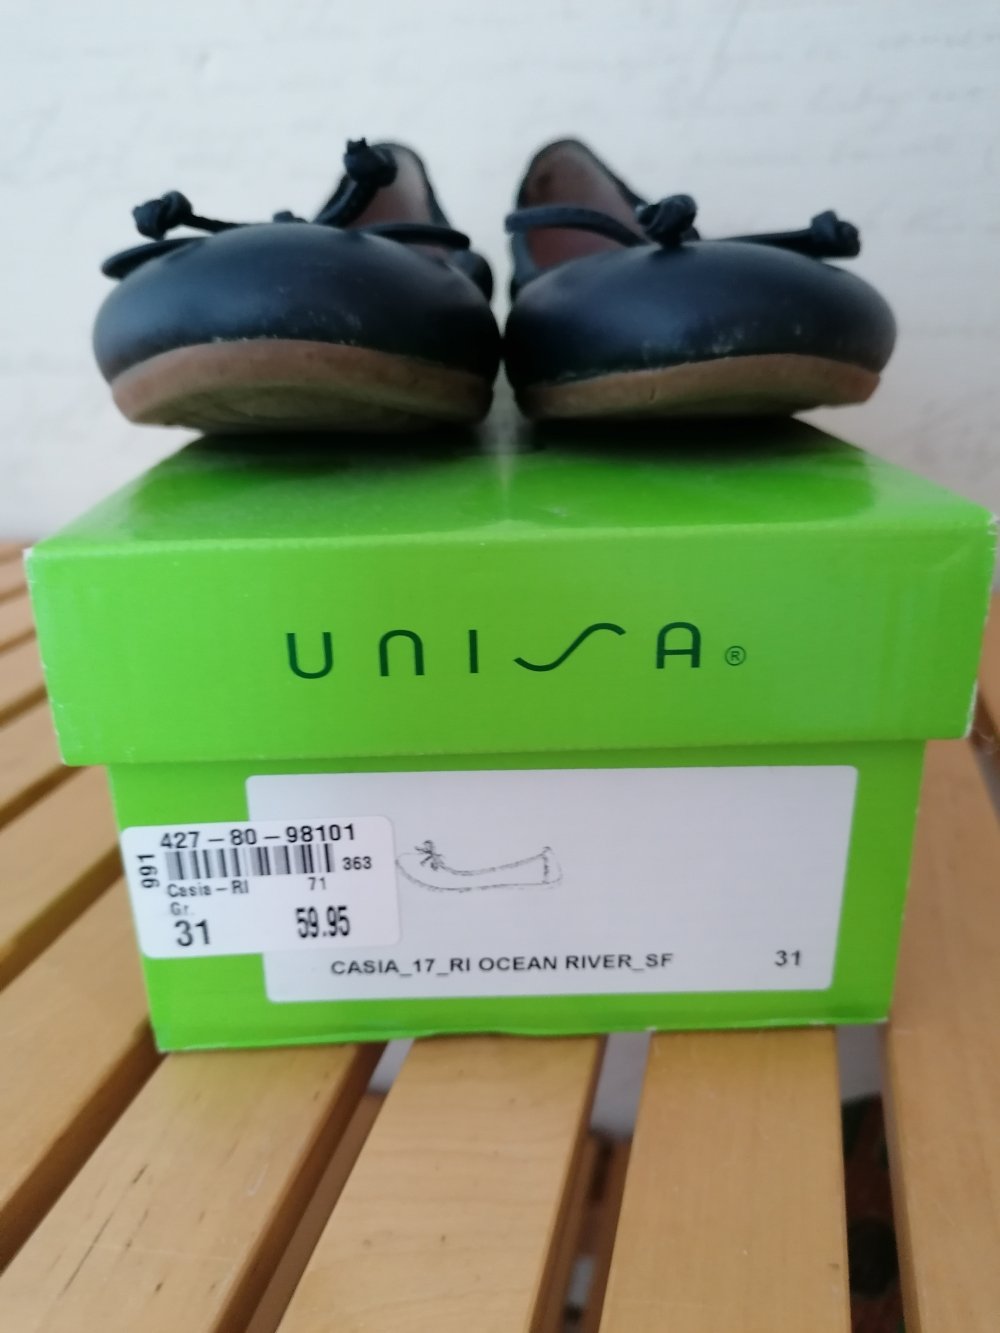 UNISA ®
427-80-98101
991
363
Casia-RI 71
Gr.
31 59.95
CASIA_17_RI OCEAN RIVER_SF 31